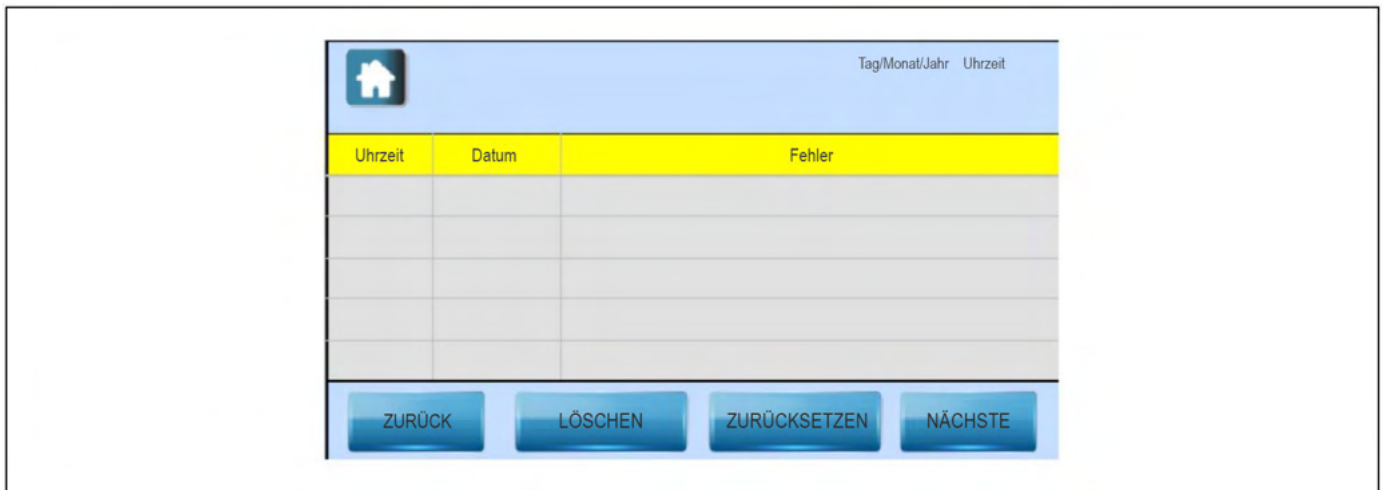 Tag/Monat/Jahr Uhrzeit
Uhrzeit Datum Fehler
ZURÜCK LÖSCHEN ZURÜCKSETZEN NÄCHSTE